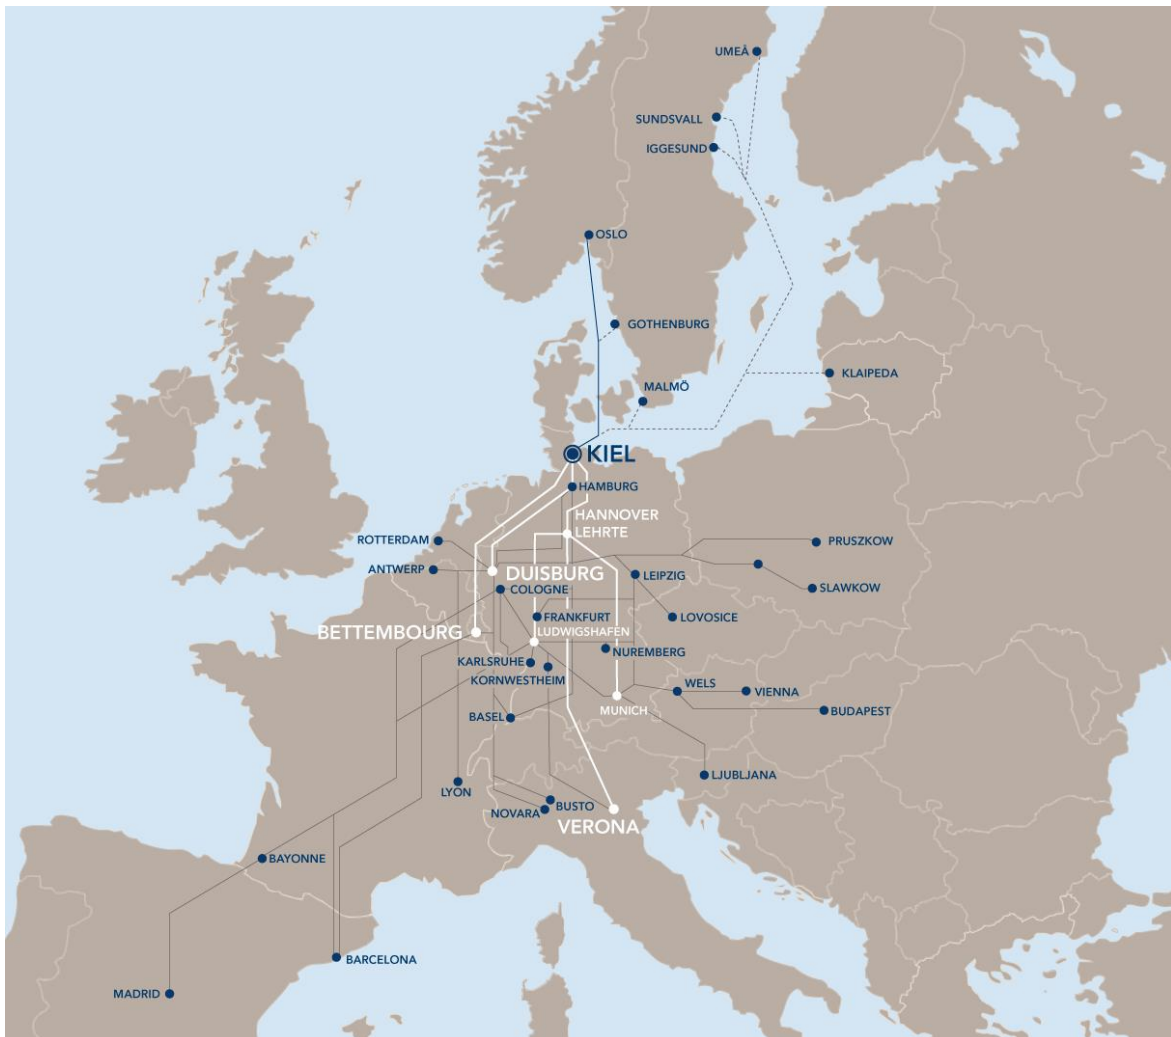 UMEÅ
SUNDSVALL
IGGESUND
OSLO
GOTHENBURG
KLAIPEDA
MALMÖ
KIEL
HAMBURG
HANNOVER
LEHRTE
ROTTERDAM
PRUSZKOW
ANTWERP
DUISBURG
LEIPZIG
SLAWKOW
COLOGNE
FRANKFURT
LOVOSICE
BETTEMBOURG
LUDWIGSHAFEN
NUREMBERG
KARLSRUHE
KORNWESTHEIM
WELS
VIENNA
MUNICH
BUDAPEST
BASEL
LJUBLJANA
LYON
BUSTO
NOVARA
VERONA
BAYONNE
BARCELONA
MADRID